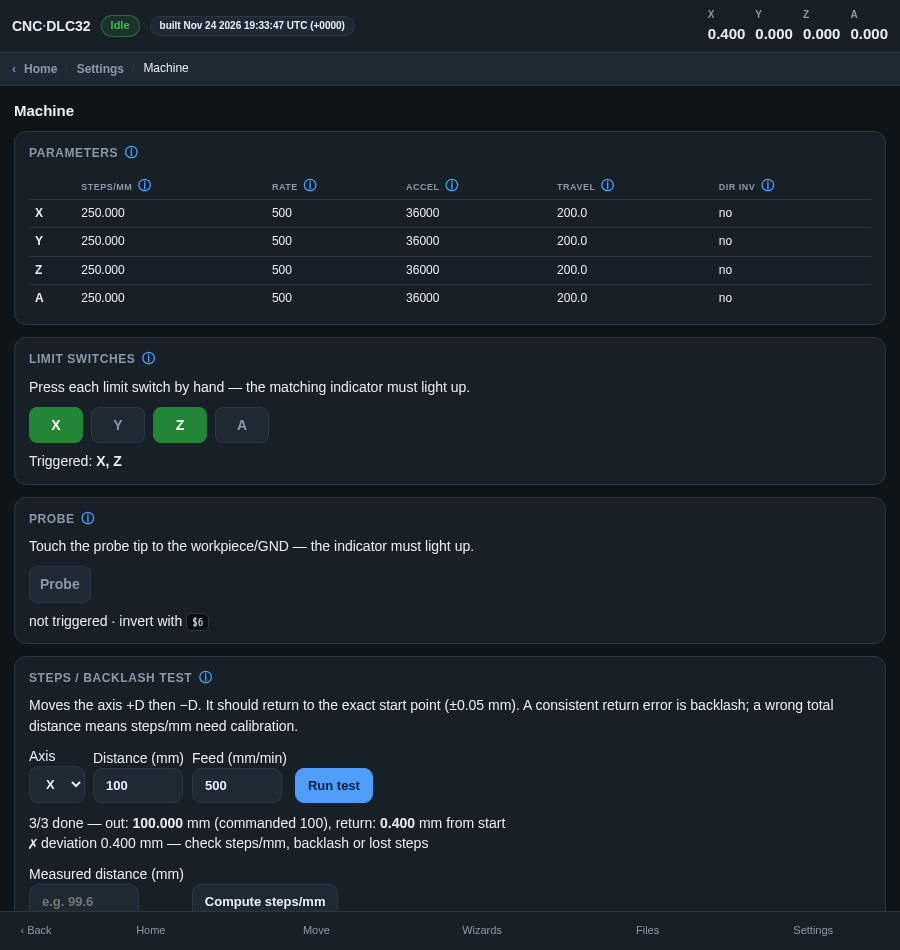 CNC·DLC32 Idle built Nov 24 2026 19:33:47 UTC (+0000)
X Y Z A
0.400 0.000 0.000 0.000
‹ Home / Settings / Machine
Machine
PARAMETERS ⓘ
STEPS/MM ⓘ RATE ⓘ ACCEL ⓘ TRAVEL ⓘ DIR INV ⓘ
X 250.000 500 36000 200.0 no
Y 250.000 500 36000 200.0 no
Z 250.000 500 36000 200.0 no
A 250.000 500 36000 200.0 no
LIMIT SWITCHES ⓘ
Press each limit switch by hand — the matching indicator must light up.
X Y Z A
Triggered: X, Z
PROBE ⓘ
Touch the probe tip to the workpiece/GND — the indicator must light up.
Probe
not triggered · invert with $6
STEPS / BACKLASH TEST ⓘ
Moves the axis +D then −D. It should return to the exact start point (±0.05 mm). A consistent return error is backlash; a wrong total
distance means steps/mm need calibration.
Axis Distance (mm) Feed (mm/min)
X 100 500 Run test
3/3 done — out: 100.000 mm (commanded 100), return: 0.400 mm from start
✗ deviation 0.400 mm — check steps/mm, backlash or lost steps
Measured distance (mm)
e.g. 99.6 Compute steps/mm
‹ Back Home Move Wizards Files Settings